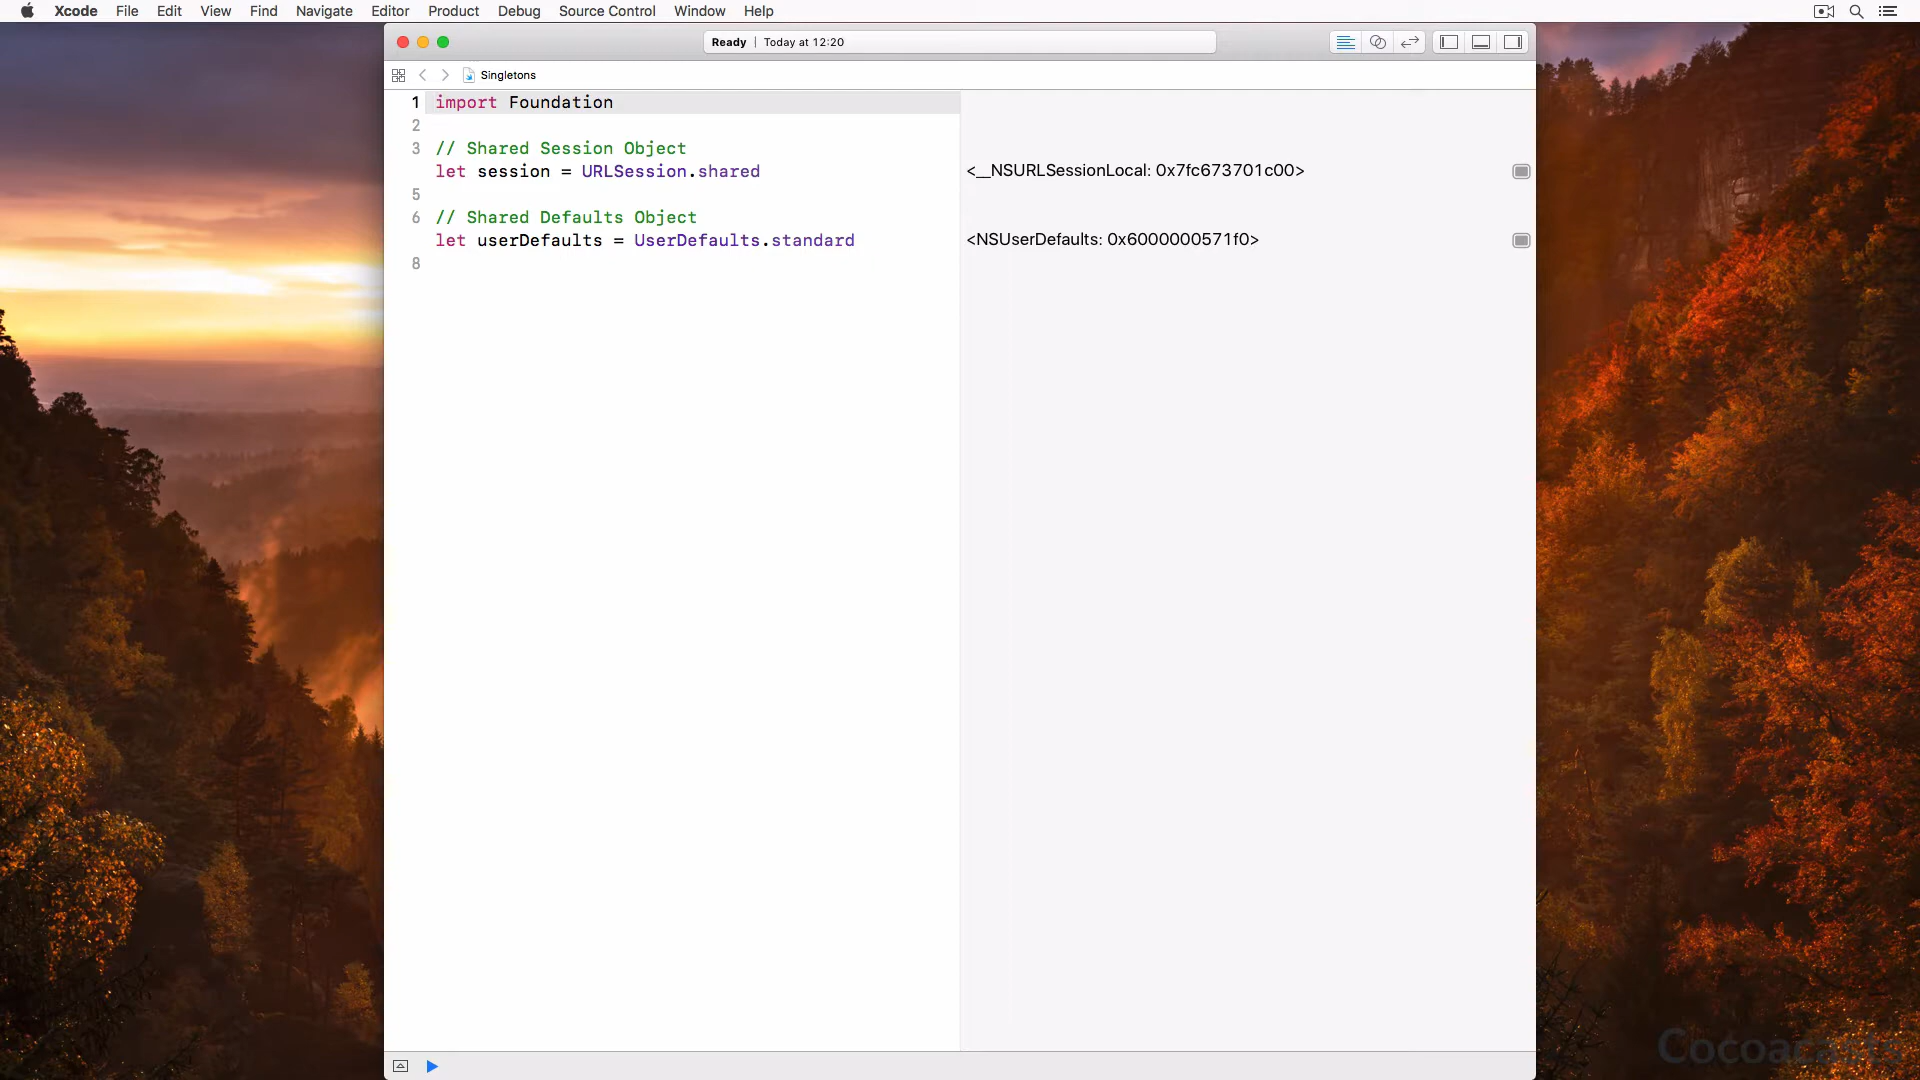 Xcode File Edit View Find Navigate Editor Product Debug Source Control Window Help
Ready | Today at 12:20
Singletons
1 import Foundation
2
3 // Shared Session Object
let session = URLSession.shared <__NSURLSessionLocal: 0x7fc673701c00>
5
6 // Shared Defaults Object
let userDefaults = UserDefaults.standard <NSUserDefaults: 0x6000000571f0>
8
Cocoacasts